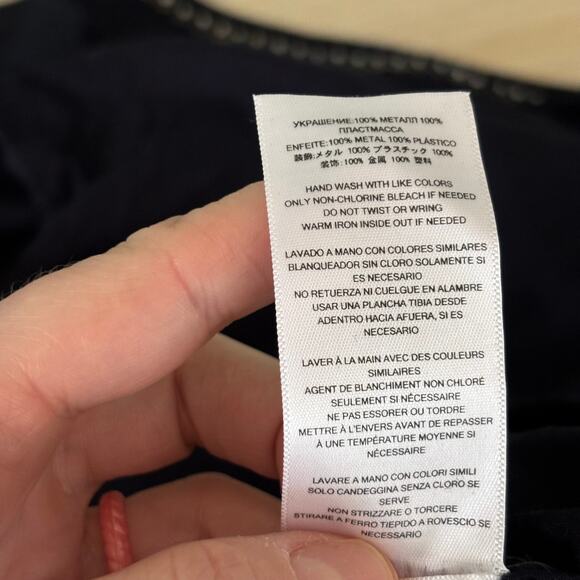 УКРАШЕНИЕ:100% МЕТАЛЛ 100%
ПЛАСТМАССА
ENFEITE:100% METAL 100% PLÁSTICO
装飾:メタル 100% プラスチック 100%
装饰:100% 金属 100% 塑料
HAND WASH WITH LIKE COLORS
ONLY NON-CHLORINE BLEACH IF NEEDED
DO NOT TWIST OR WRING
WARM IRON INSIDE OUT IF NEEDED
LAVADO A MANO CON COLORES SIMILARES
BLANQUEADOR SIN CLORO SOLAMENTE SI
ES NECESARIO
NO RETUERZA NI CUELGUE EN ALAMBRE
USAR UNA PLANCHA TIBIA DESDE
ADENTRO HACIA AFUERA, SI ES
NECESARIO
LAVER À LA MAIN AVEC DES COULEURS
SIMILAIRES
AGENT DE BLANCHIMENT NON CHLORÉ
SEULEMENT SI NÉCESSAIRE
NE PAS ESSORER OU TORDRE
METTRE À L'ENVERS AVANT DE REPASSER
À UNE TEMPÉRATURE MOYENNE SI
NÉCESSAIRE
LAVARE A MANO CON COLORI SIMILI
SOLO CANDEGGINA SENZA CLORO SE
SERVE
NON STRIZZARE O TORCERE
STIRARE A FERRO TIEPIDO A ROVESCIO SE
NECESSARIO